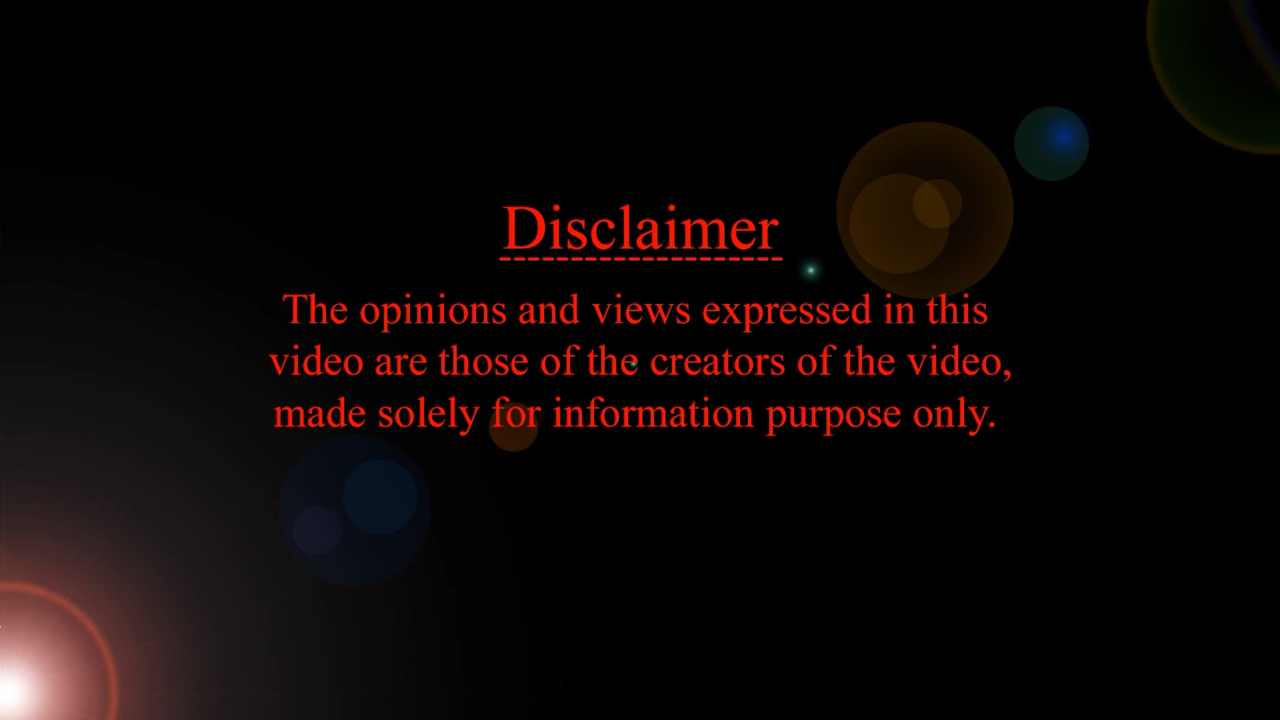 Disclaimer
The opinions and views expressed in this
video are those of the creators of the video,
made solely for information purpose only.